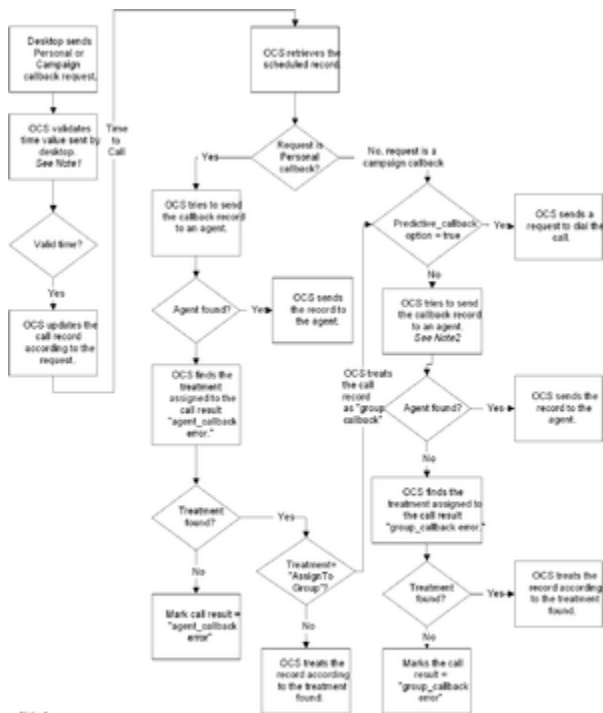 Desktop sends
Personal or
Campaign
callback request.
OCS validates
time value sent by
desktop.
See Note1
Valid time?
Yes
OCS updates the
call record
according to the
request.
Time
to
Call
OCS retrieves the
scheduled record.
Request is
Personal
callback?
Yes
No, request is a
campaign callback
OCS tries to send
the callback record
to an agent.
Agent found?
Yes
OCS sends
the record to
the agent.
OCS finds the
treatment
assigned to the
call result
"agent_callback
error."
Treatment
found?
Yes
No
Mark call result =
"agent_callback
error"
Treatment=
"AssignTo
Group"?
No
OCS treats the
record according
to the treatment
found.
OCS treats
the call
record
as "group
callback"
Predictive_callback
option = true
Yes
OCS sends a
request to dial the
call.
No
OCS tries to send
the callback record
to an agent.
See Note2
Agent found?
Yes
OCS sends the
record to the
agent.
No
OCS finds the
treatment assigned to
the call result
"group_callback error."
Treatment
found?
Yes
OCS treats the
record according to
the treatment
found.
No
Marks the call
result =
"group_callback
error"